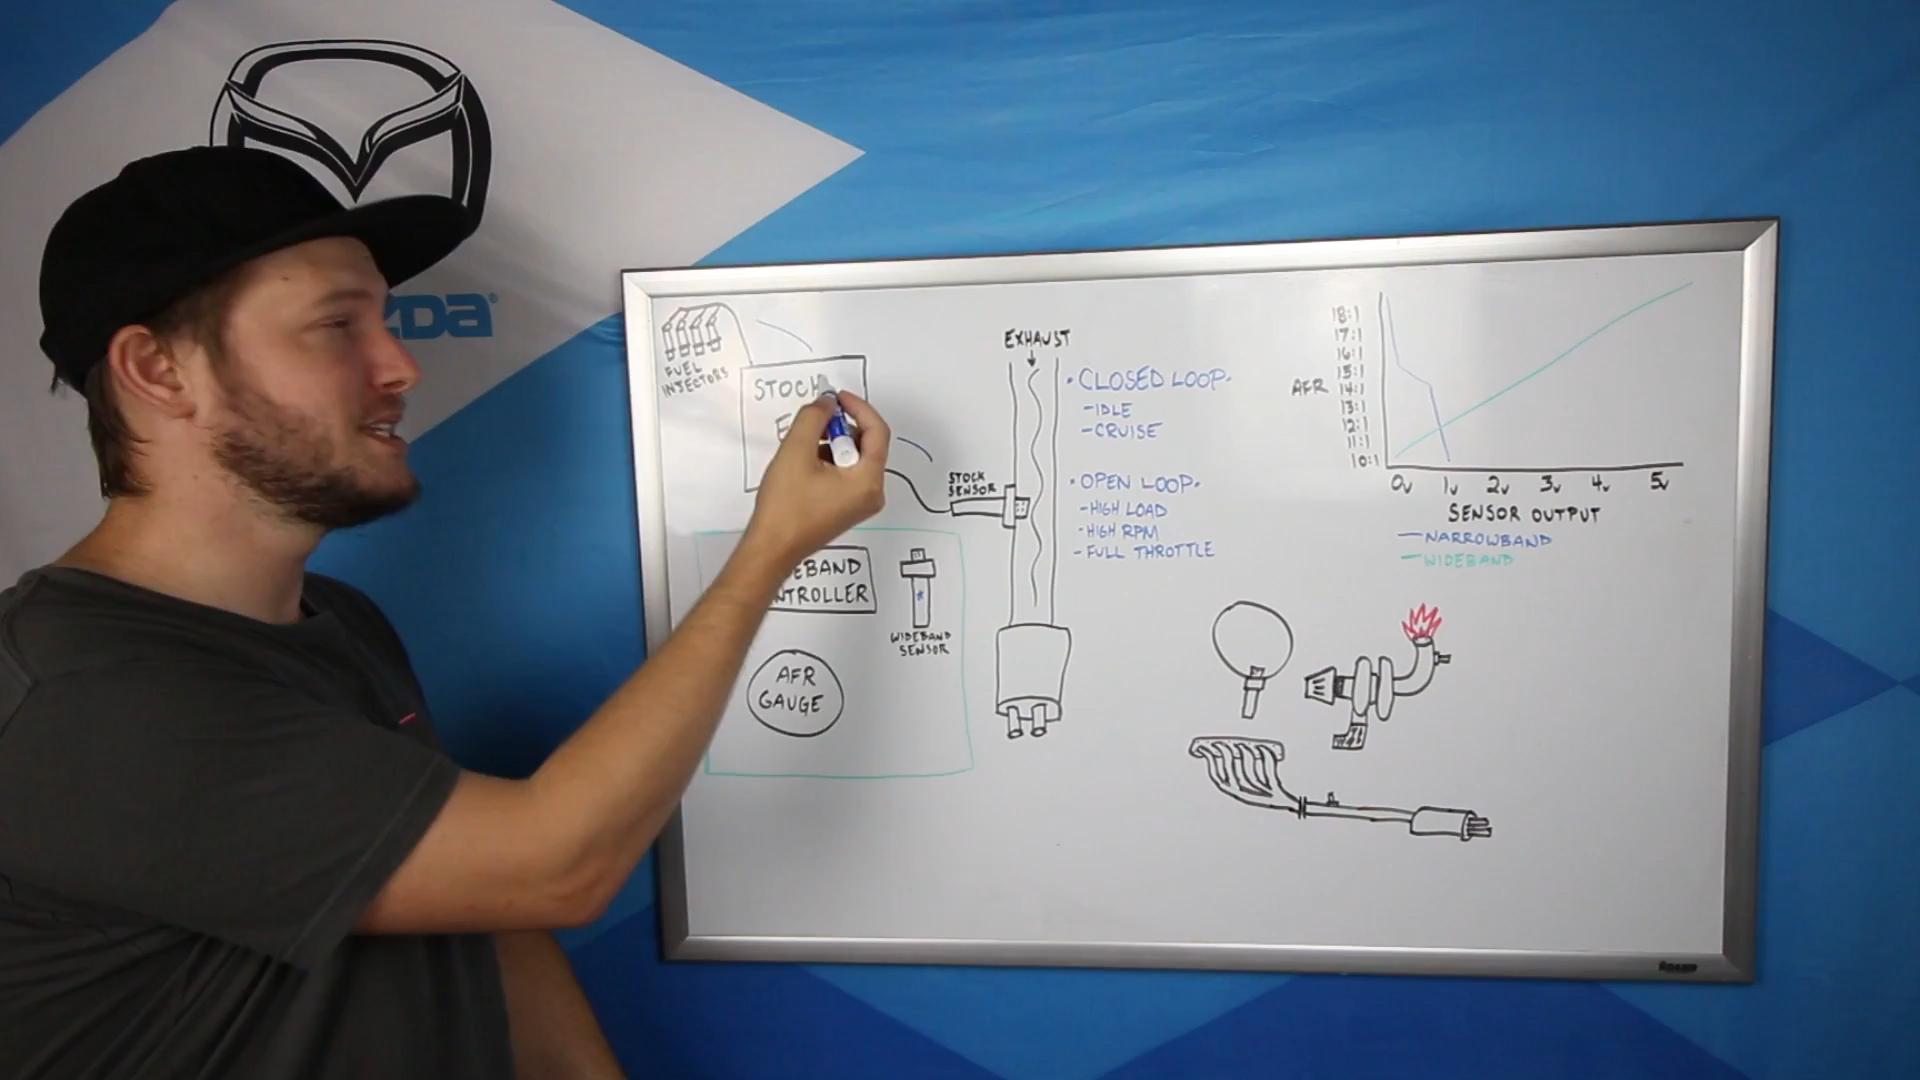 FUEL
INJECTORS
STOCK
STOCK
SENSOR
CONTROLLER
WIDEBAND
SENSOR
AFR
GAUGE
EXHAUST
• CLOSED LOOP •
- IDLE
- CRUISE
• OPEN LOOP •
- HIGH LOAD
- HIGH RPM
- FULL THROTTLE
AFR
18:1
17:1
16:1
15:1
14:1
13:1
12:1
11:1
10:1
0v 1v 2v 3v 4v 5v
SENSOR OUTPUT
— NARROWBAND
— WIDEBAND